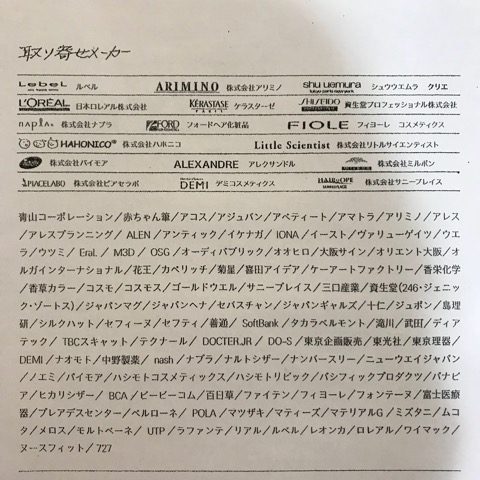 取り寄せメーカー
LebeL ルベル ARIMINO 株式会社アリミノ shu uemura シュウウエムラ クリエ
L'ORÉAL 日本ロレアル株式会社 KÉRASTASE PARIS ケラスターゼ SHISEIDO 資生堂プロフェッショナル株式会社
napla. 株式会社ナプラ FORD フォードヘア化粧品 FIOLE フィヨーレ コスメティクス
HAHONICO 株式会社ハホニコ Little Scientist 株式会社リトルサイエンティスト
株式会社パイモア ALEXANDRE アレクサンドル 株式会社ミルボン
PIACELABO 株式会社ピアセラボ DEMI デミコスメティクス HAIR OPE 株式会社サニープレイス
青山コーポレーション/赤ちゃん筆/アコス/アジュバン/アペティート/アマトラ/アリミノ/アレス
/アレスプランニング/ ALEN /アンティック/イケナガ/ IONA /イースト/ヴァリューゲイツ/ウエ
ラ/ウツミ/ Eral. / M3D / OSG /オーディパブリック/オオヒロ/大阪サイン/オリエント大阪/オ
ルガインターナショナル/花王/カペリッチ/菊星/喜田アイデア/ケーアートファクトリー/香栄化学
/香草カラー/コスモ/コスモス/ゴールドウエル/サニープレイス/三口産業/資生堂(246・ジェニッ
ク・ゾートス)/ジャパンマグ/ジャパンヘナ/セバスチャン/ジャパンギャルズ/十仁/ジュポン/島理
研/シルクハット/セフィーヌ/セフティ/善通/ SoftBank /タカラベルモント/滝川/武田/ディア
テック/ TBCスキャット/テクナール/ DOCTER.JR / DO-S /東京企画販売/東光社/東京理器/
DEMI /ナオモト/中野製薬/ nash /ナプラ/ナルトシザー/ナンバースリー/ニューウエイジャパン
/ノエミ/パイモア/ハシモトコスメティックス/ハシモトリビック/パシフィックプロダクツ/パナビ
ア/ヒカリシザー/ BCA /ビービーコム/百日草/ファイテン/フィヨーレ/フォンテーヌ/富士医療
器/プレアデスセンター/ベルローネ/ POLA /マツザキ/マティーズ/マテリアルG /ミズタニ/ムコ
タ/メロス/モルトベーネ/ UTP /ラファンテ/リアル/ルベル/レオンカ/ロレアル/ワイマック/
ヌースフィット/ 727